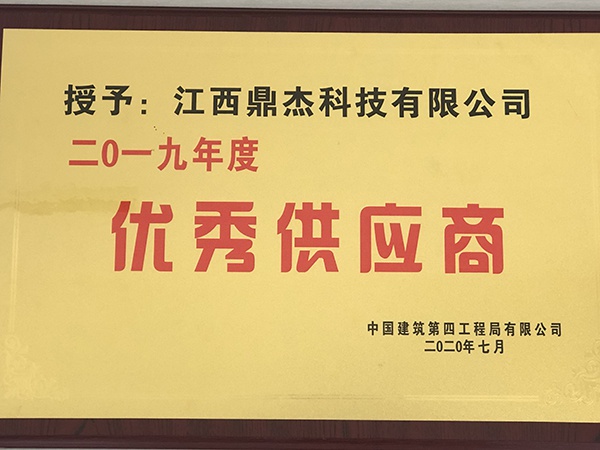 授予：江西鼎杰科技有限公司
二0一九年度
优秀供应商
中国建筑第四工程局有限公司
二0二0年七月